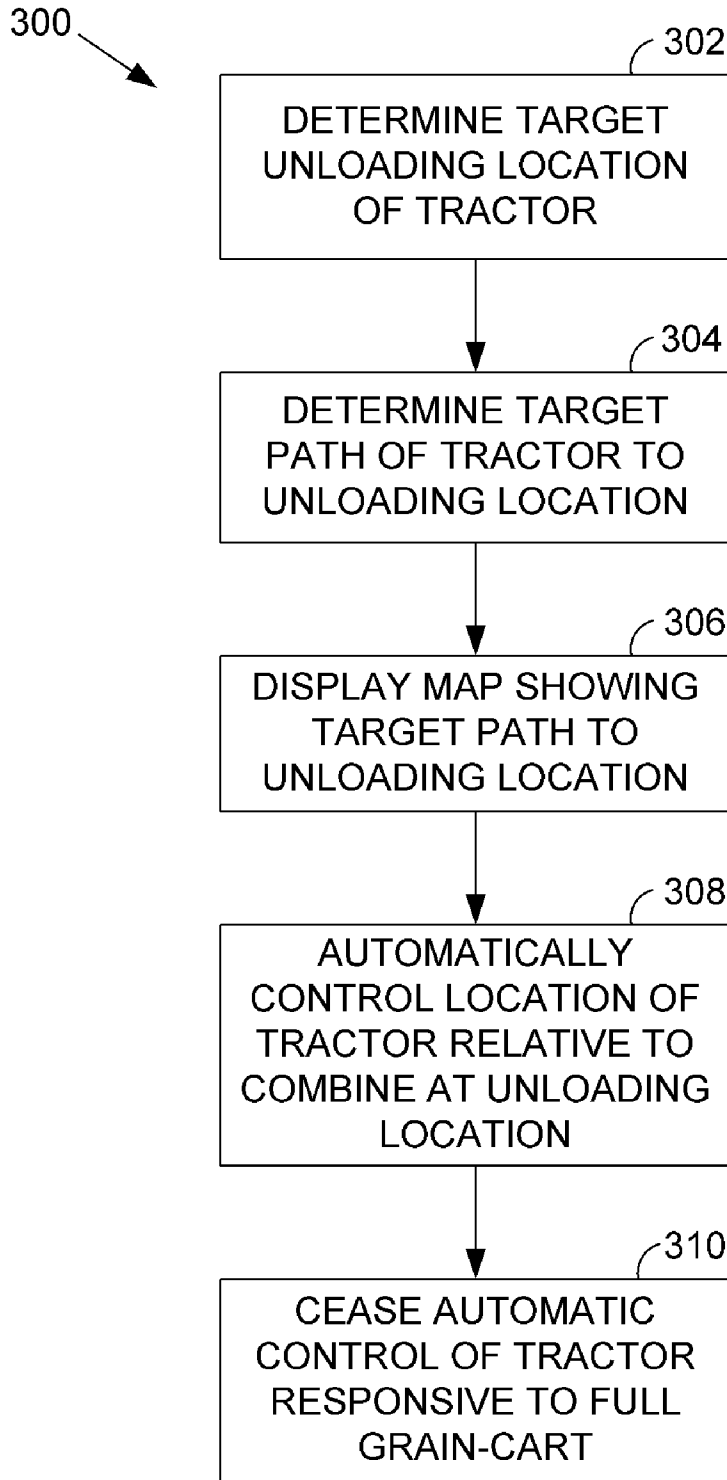 300
302
DETERMINE TARGET
UNLOADING LOCATION
OF TRACTOR
304
DETERMINE TARGET
PATH OF TRACTOR TO
UNLOADING LOCATION
306
DISPLAY MAP SHOWING
TARGET PATH TO
UNLOADING LOCATION
308
AUTOMATICALLY
CONTROL LOCATION OF
TRACTOR RELATIVE TO
COMBINE AT UNLOADING
LOCATION
310
CEASE AUTOMATIC
CONTROL OF TRACTOR
RESPONSIVE TO FULL
GRAIN-CART